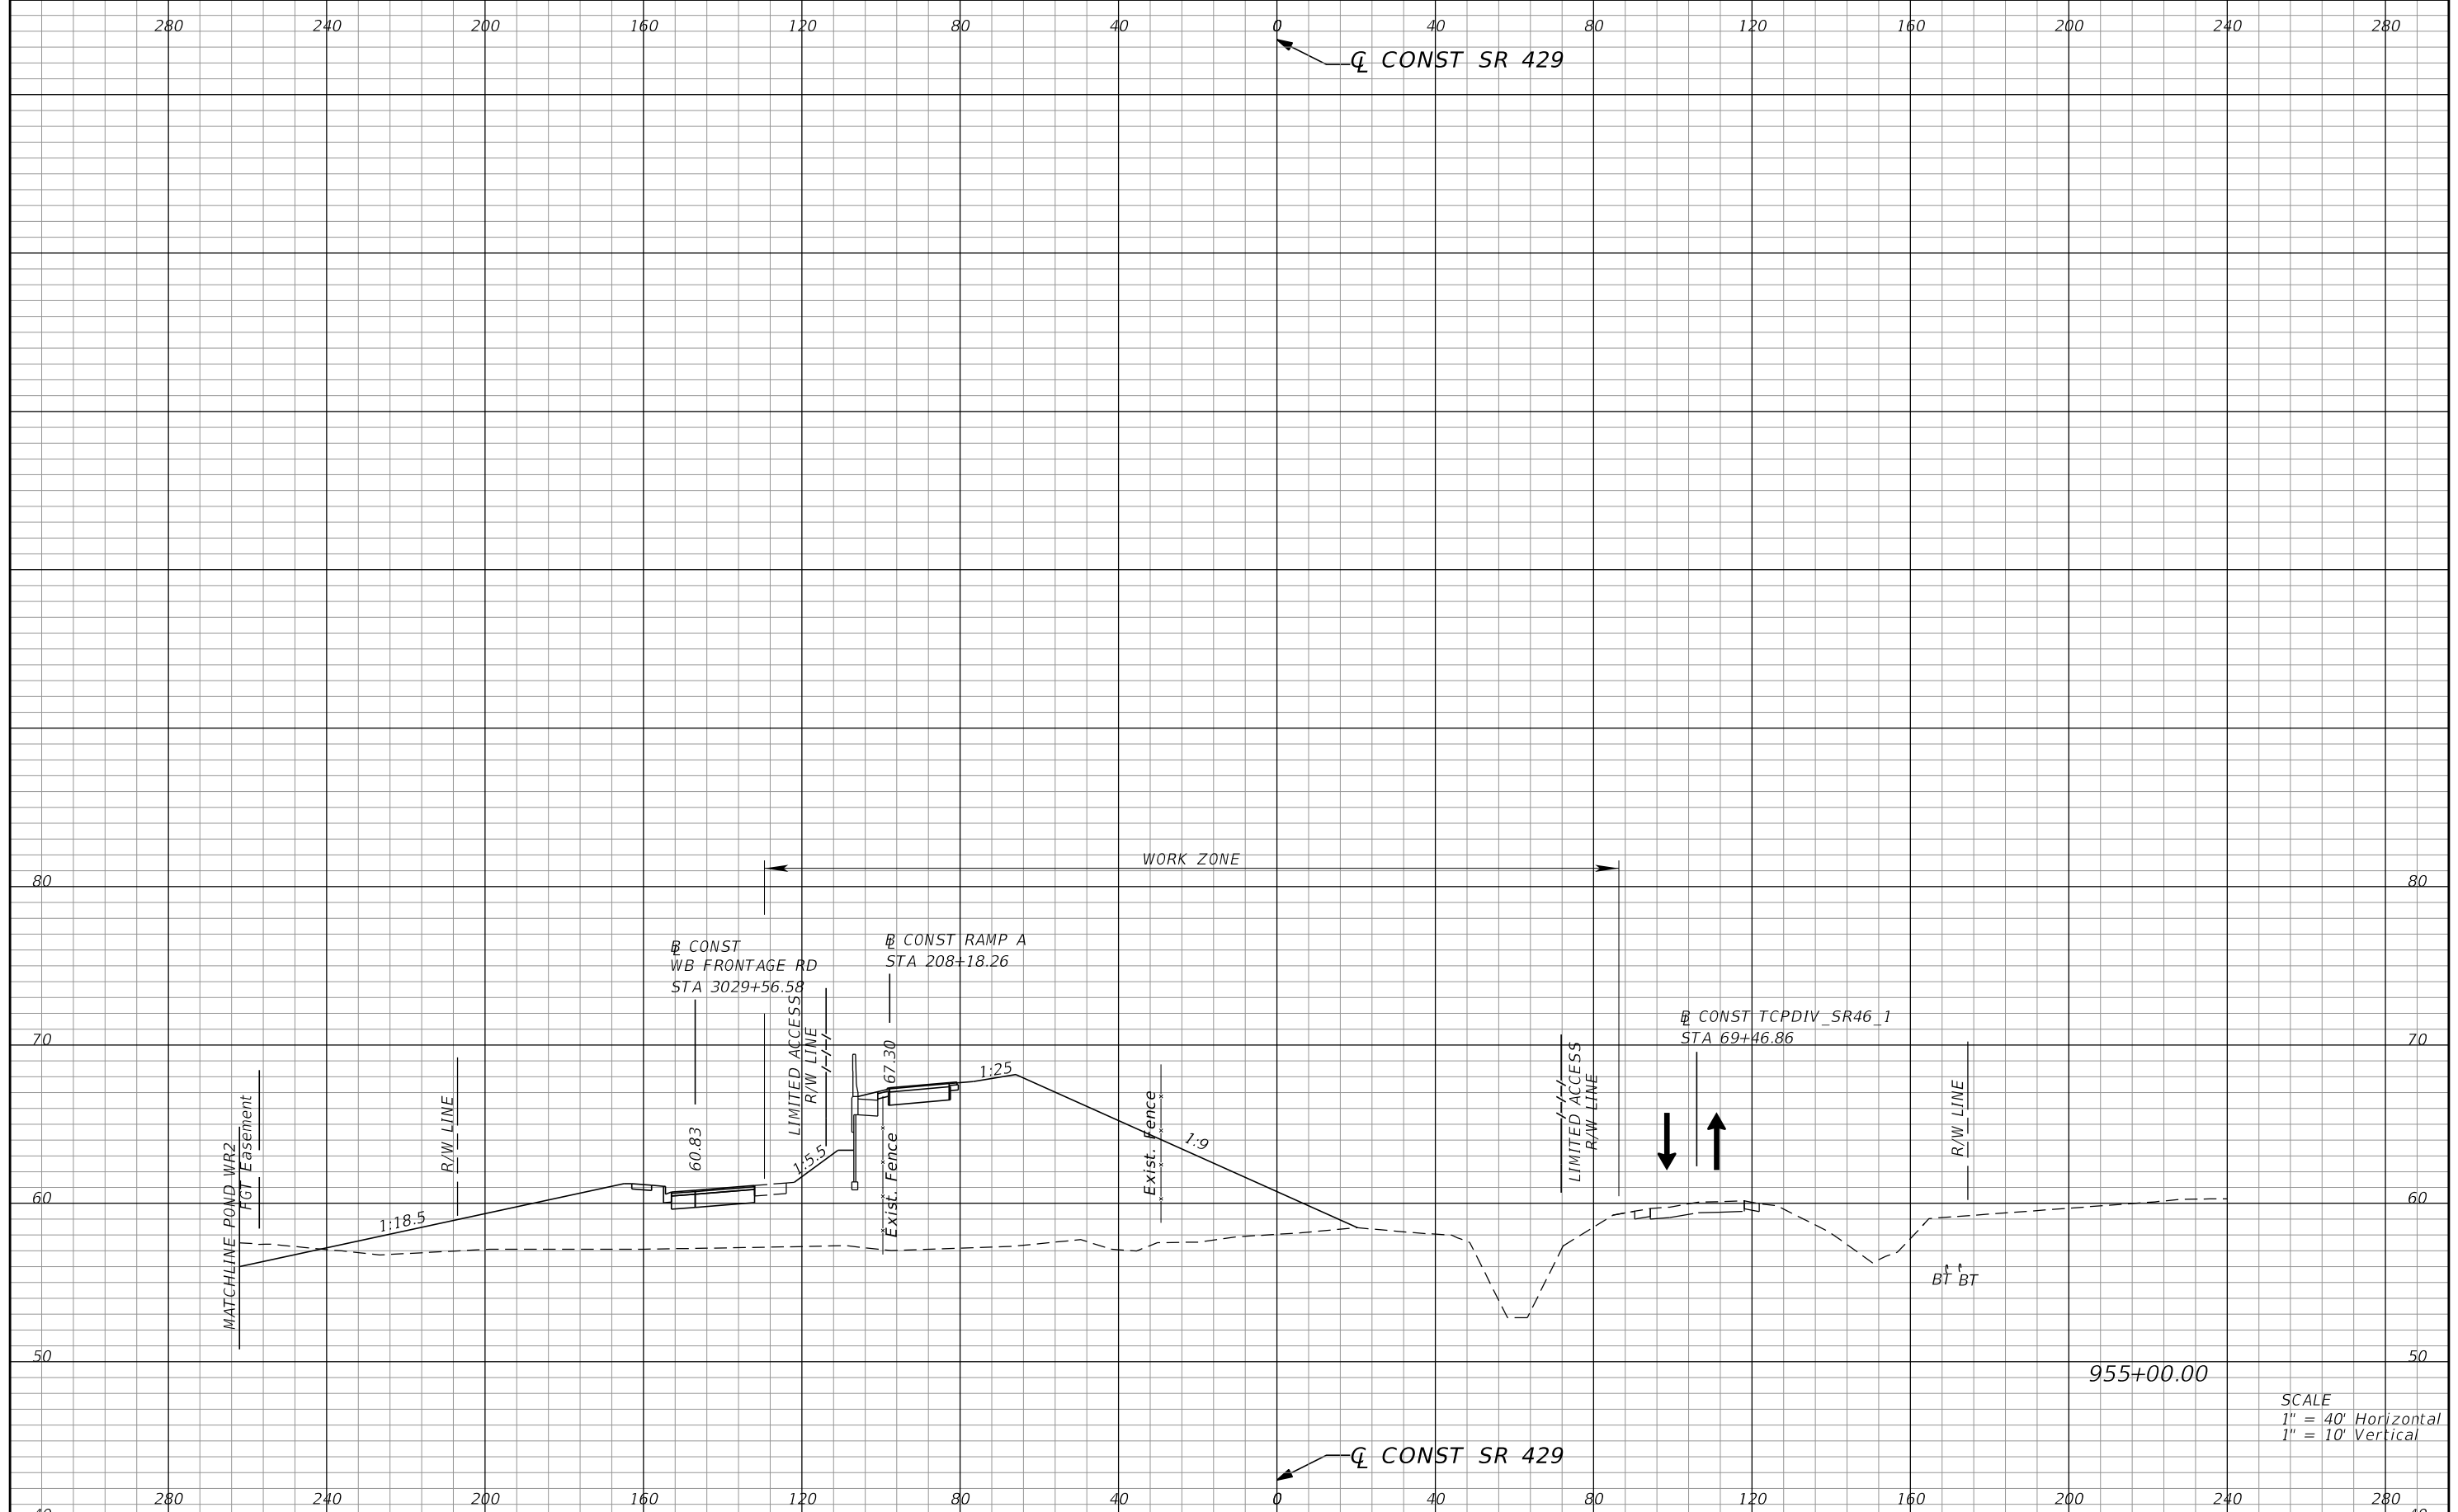 280 240 200 160 120 80 40 0 40 80 120 160 200 240 280
℄ CONST SR 429
WORK ZONE
80 80
℄ CONST RAMP A
STA 208+18.26
B̲L CONST
WB FRONTAGE RD
STA 3029+56.58
B̲L CONST TCPDIV_SR46_1
STA 69+46.86
70 70
LIMITED ACCESS
R/W LINE
67.30
1:25
LIMITED ACCESS
R/W LINE
R/W LINE
R/W LINE
60.83
1:5.5
Exist. Fence
Exist. Fence
1:9
MATCHLINE POND WR2
FGT Easement
1:18.5
60 60
BT BT
50 50
955+00.00
SCALE
1" = 40' Horizontal
1" = 10' Vertical
℄ CONST SR 429
280 240 200 160 120 80 40 0 40 80 120 160 200 240 280